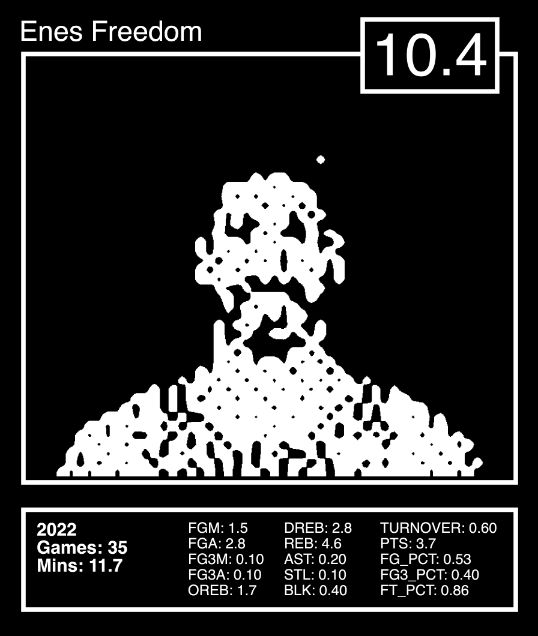 Enes Freedom
10.4
2022
Games: 35
Mins: 11.7
FGM: 1.5
FGA: 2.8
FG3M: 0.10
FG3A: 0.10
OREB: 1.7
DREB: 2.8
REB: 4.6
AST: 0.20
STL: 0.10
BLK: 0.40
TURNOVER: 0.60
PTS: 3.7
FG_PCT: 0.53
FG3_PCT: 0.40
FT_PCT: 0.86